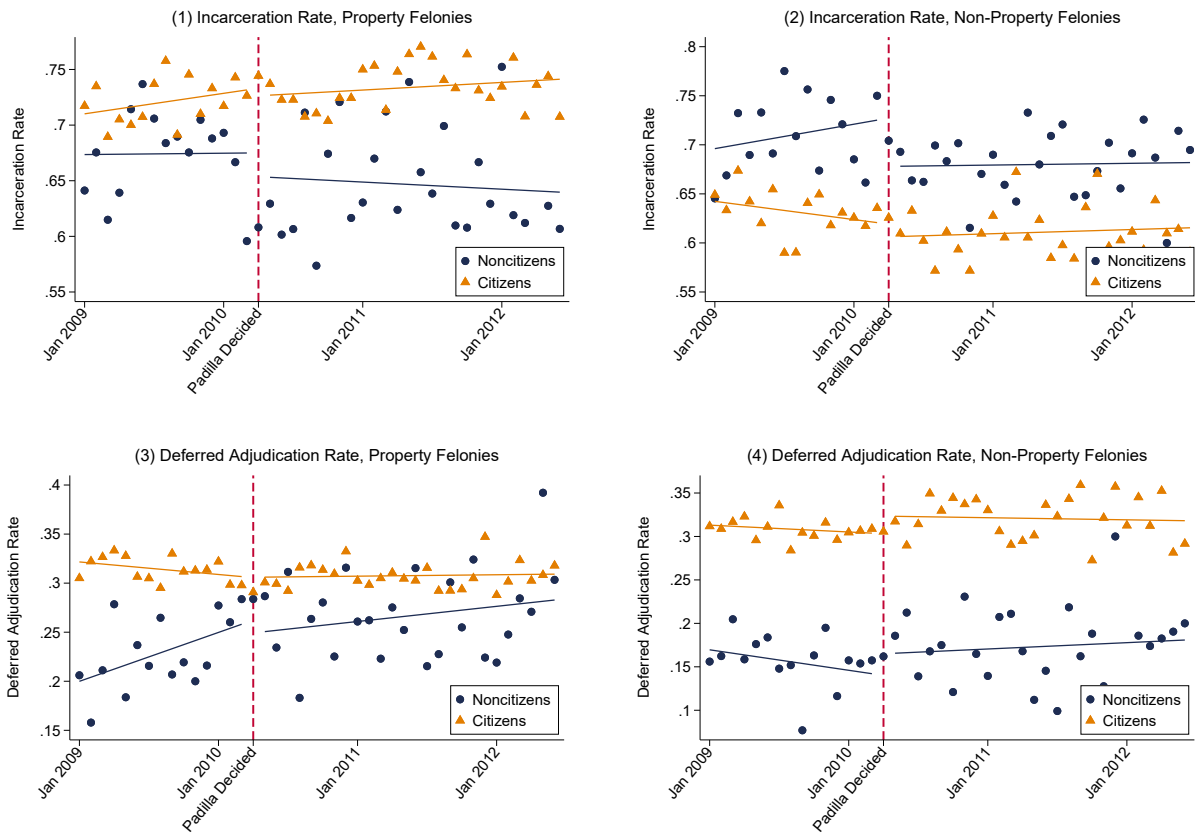 (1) Incarceration Rate, Property Felonies
Incarceration Rate
.75
.7
.65
.6
.55
Noncitizens
Citizens
Jan 2009
Jan 2010
Padilla Decided
Jan 2011
Jan 2012
(2) Incarceration Rate, Non-Property Felonies
Incarceration Rate
.8
.75
.7
.65
.6
.55
Noncitizens
Citizens
Jan 2009
Jan 2010
Padilla Decided
Jan 2011
Jan 2012
(3) Deferred Adjudication Rate, Property Felonies
Deferred Adjudication Rate
.4
.35
.3
.25
.2
.15
Noncitizens
Citizens
Jan 2009
Jan 2010
Padilla Decided
Jan 2011
Jan 2012
(4) Deferred Adjudication Rate, Non-Property Felonies
Deferred Adjudication Rate
.35
.3
.25
.2
.15
.1
Noncitizens
Citizens
Jan 2009
Jan 2010
Padilla Decided
Jan 2011
Jan 2012